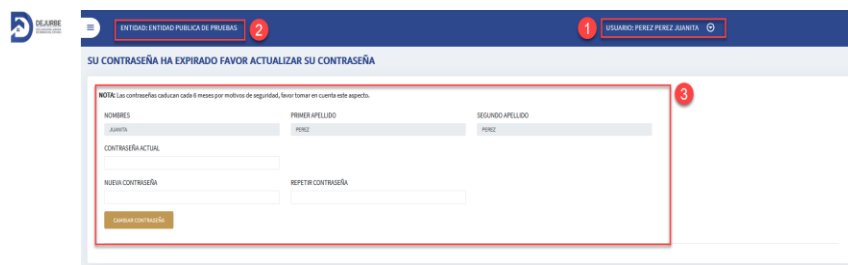 DEJURBE
ENTIDAD: ENTIDAD PUBLICA DE PRUEBAS
2
1
USUARIO: PEREZ PEREZ JUANITA
SU CONTRASEÑA HA EXPIRADO FAVOR ACTUALIZAR SU CONTRASEÑA
3
NOTA: Las contraseñas caducan cada 6 meses por motivos de seguridad, favor tomar en cuenta este aspecto.
NOMBRES PRIMER APELLIDO SEGUNDO APELLIDO
JUANITA PEREZ PEREZ
CONTRASEÑA ACTUAL
NUEVA CONTRASEÑA REPETIR CONTRASEÑA
CAMBIAR CONTRASEÑA